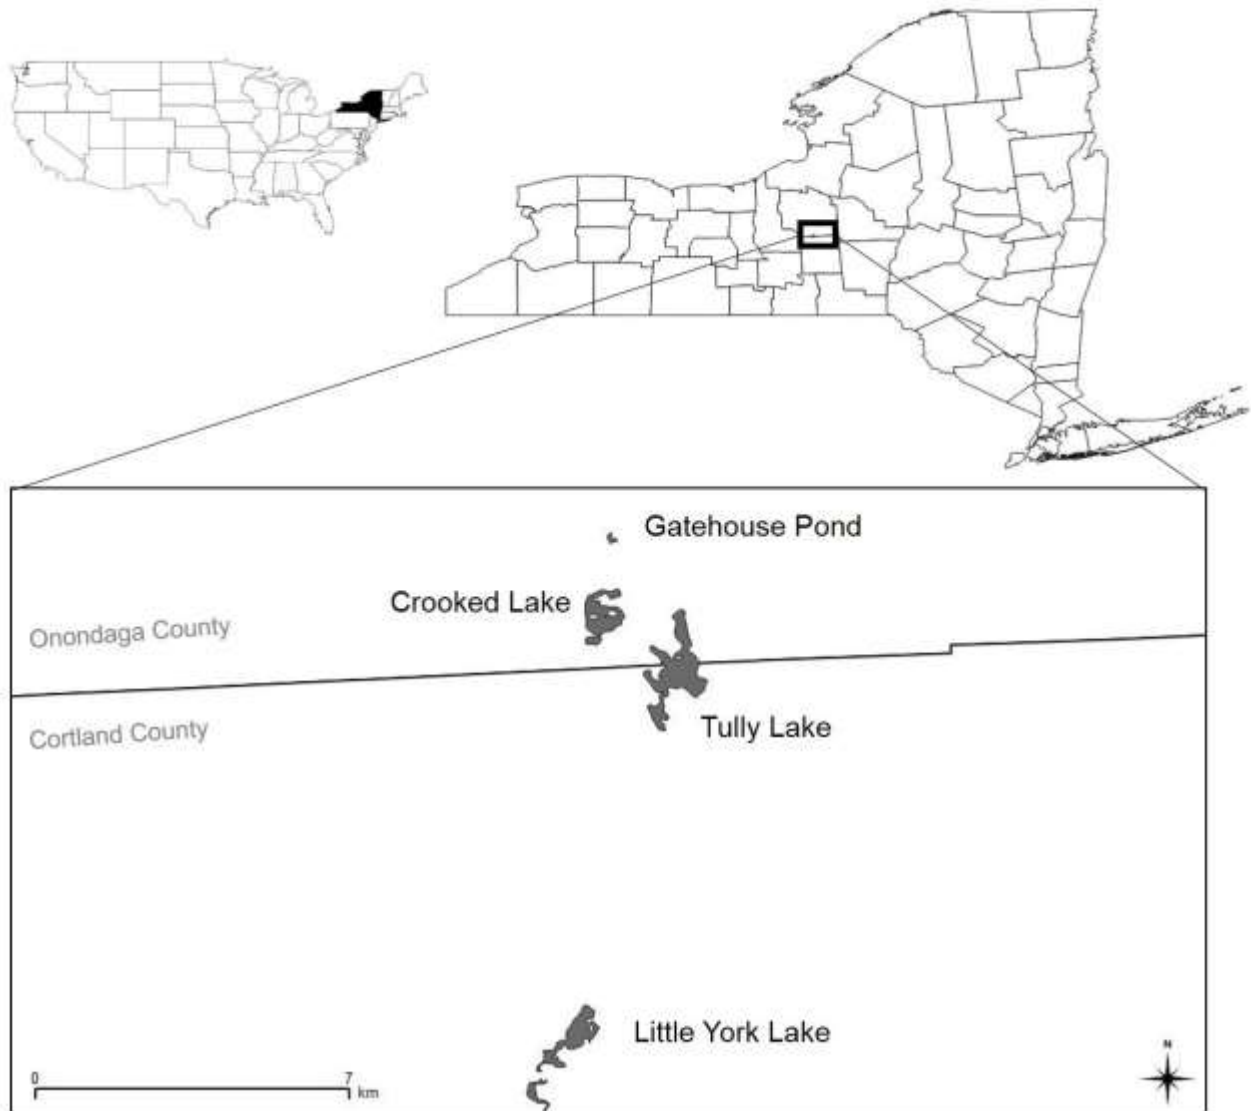 Gatehouse Pond
Crooked Lake
Onondaga County
Cortland County
Tully Lake
Little York Lake
N
0 7
km